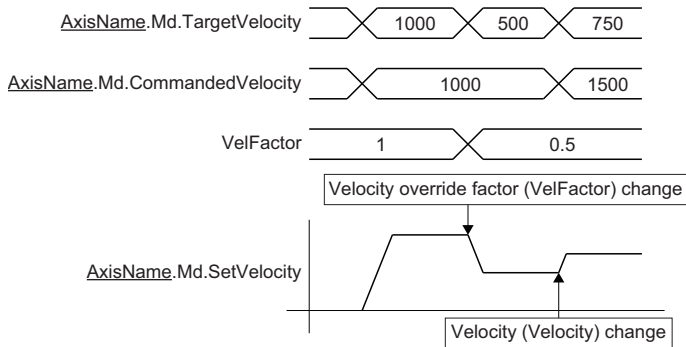 AxisName.Md.TargetVelocity 1000 500 750
AxisName.Md.CommandedVelocity 1000 1500
VelFactor 1 0.5
Velocity override factor (VelFactor) change
AxisName.Md.SetVelocity
Velocity (Velocity) change